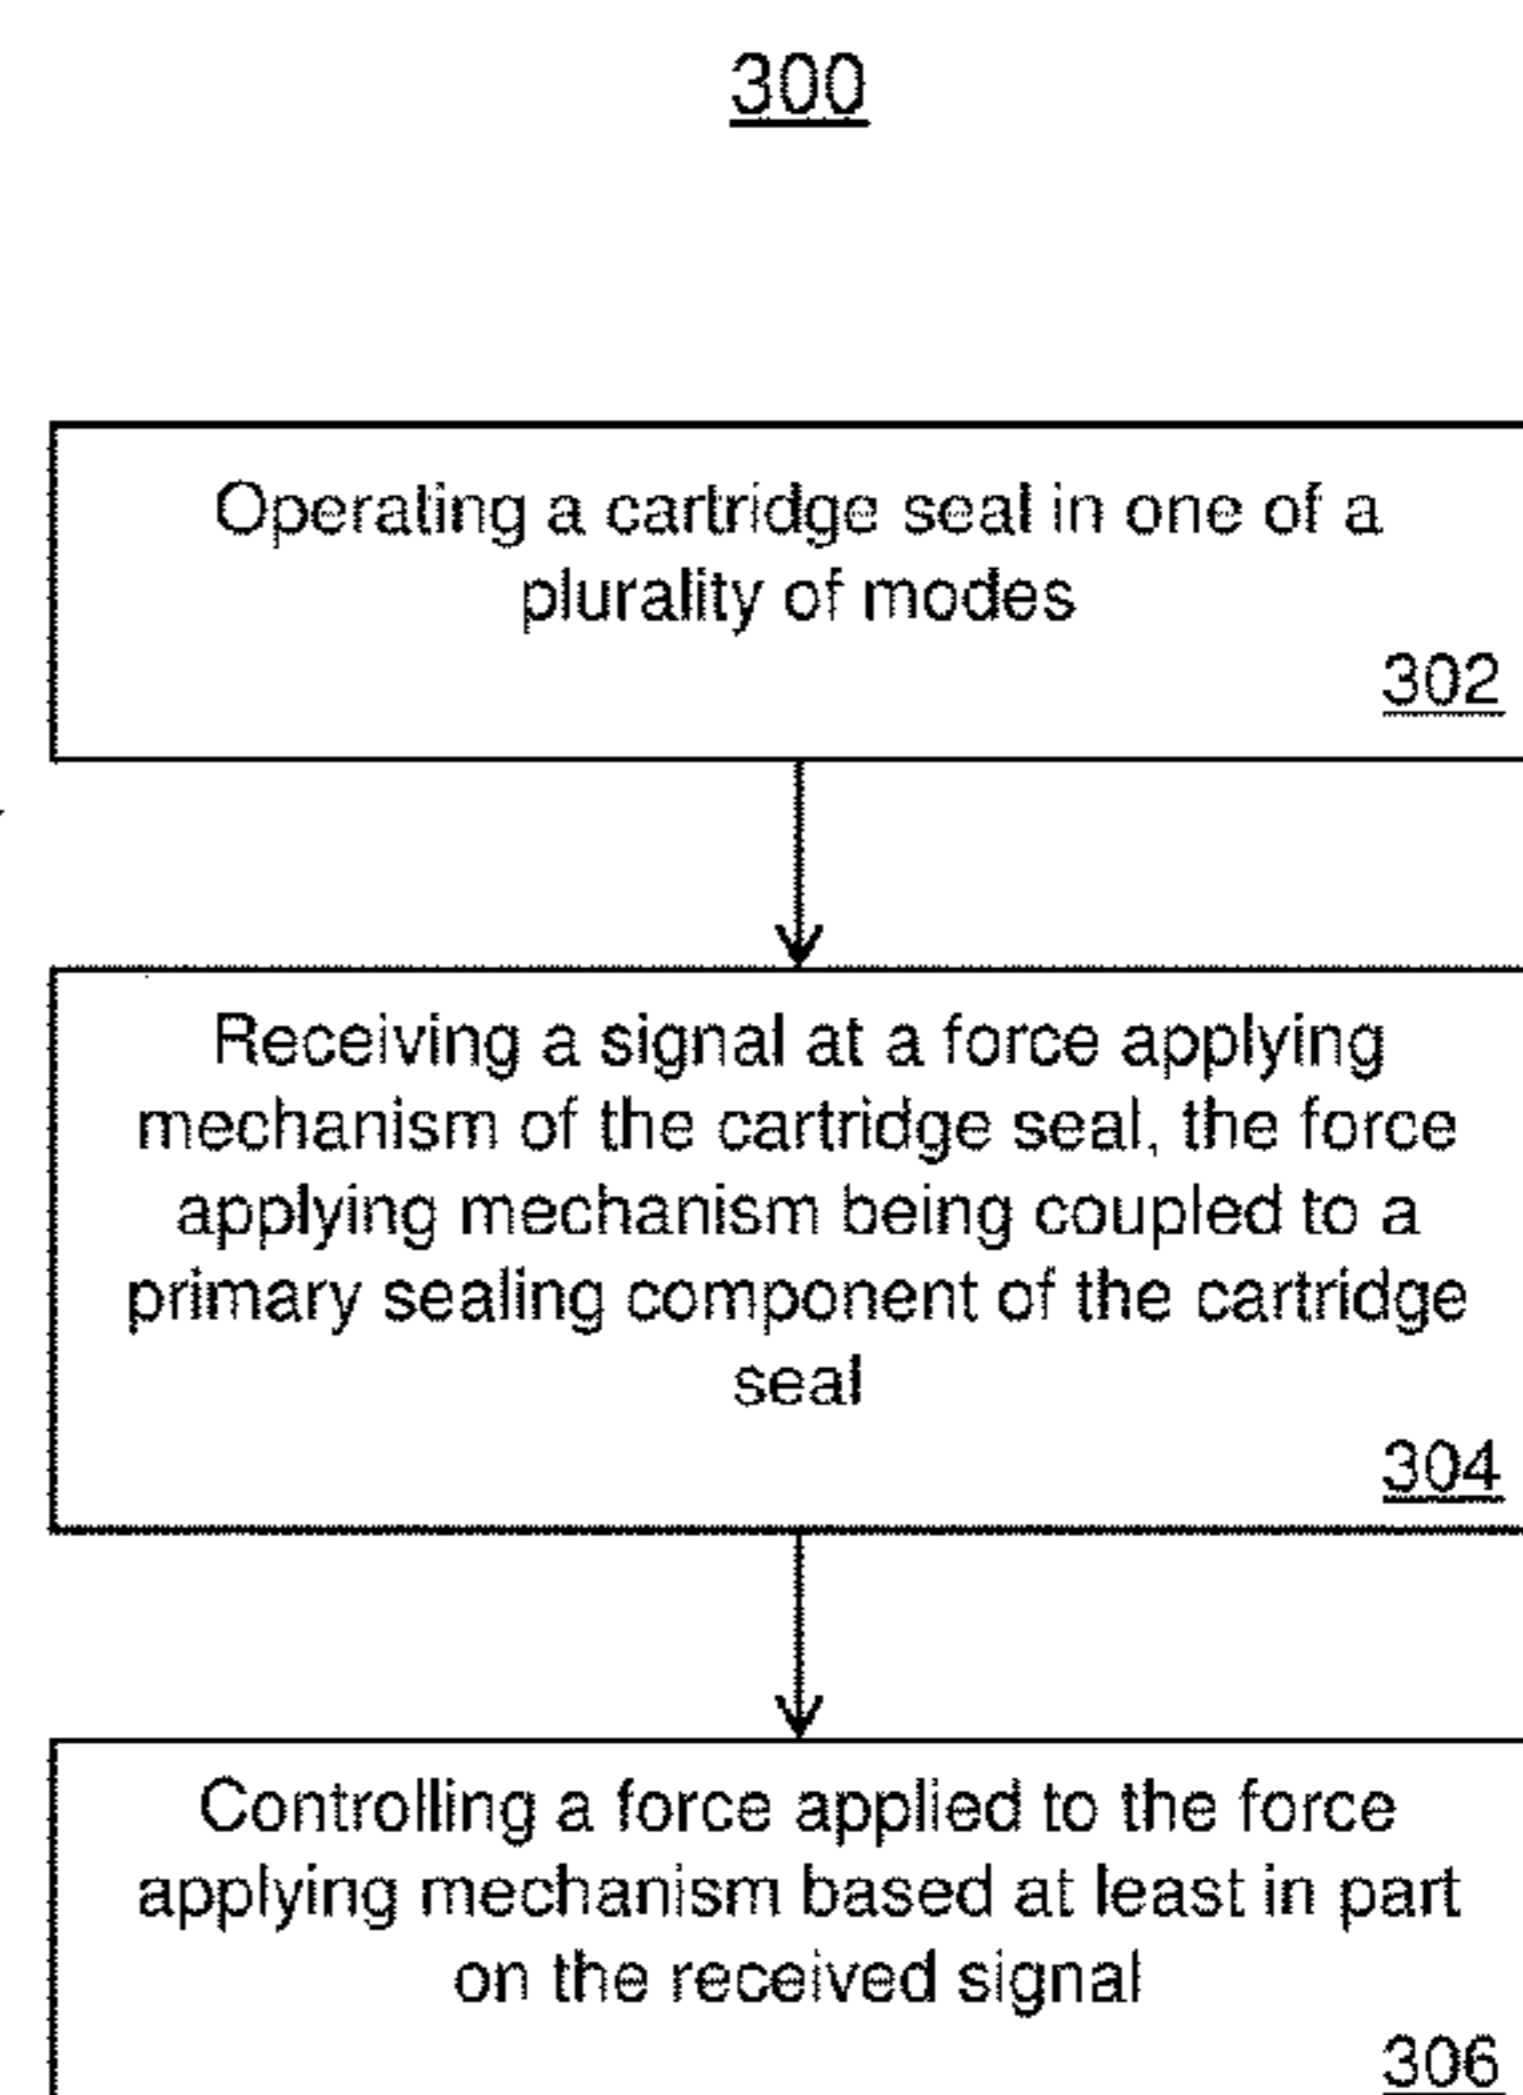 300
Operating a cartridge seal in one of a
plurality of modes
302
Receiving a signal at a force applying
mechanism of the cartridge seal, the force
applying mechanism being coupled to a
primary sealing component of the cartridge
seal
304
Controlling a force applied to the force
applying mechanism based at least in part
on the received signal
306